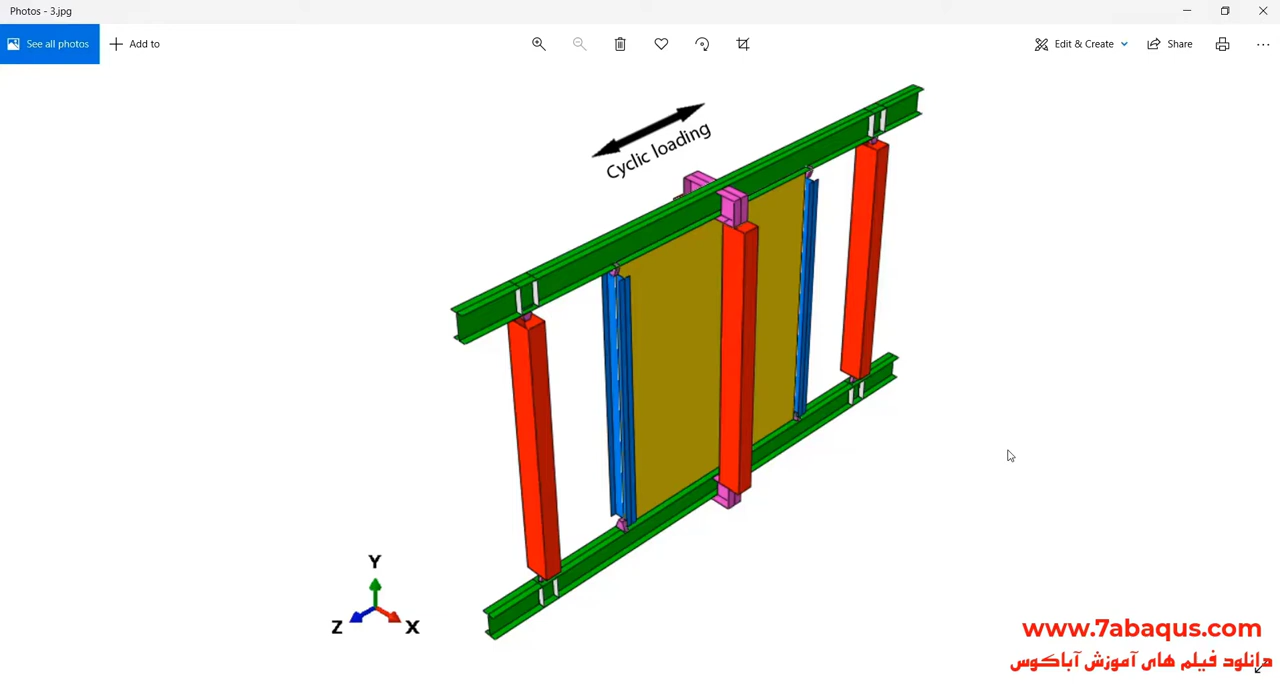 Photos - 3.jpg
See all photos
Add to
Edit & Create
Share
Cyclic loading
Y
Z
X
www.7abaqus.com
دانلود فیلم های آموزش آباکوس